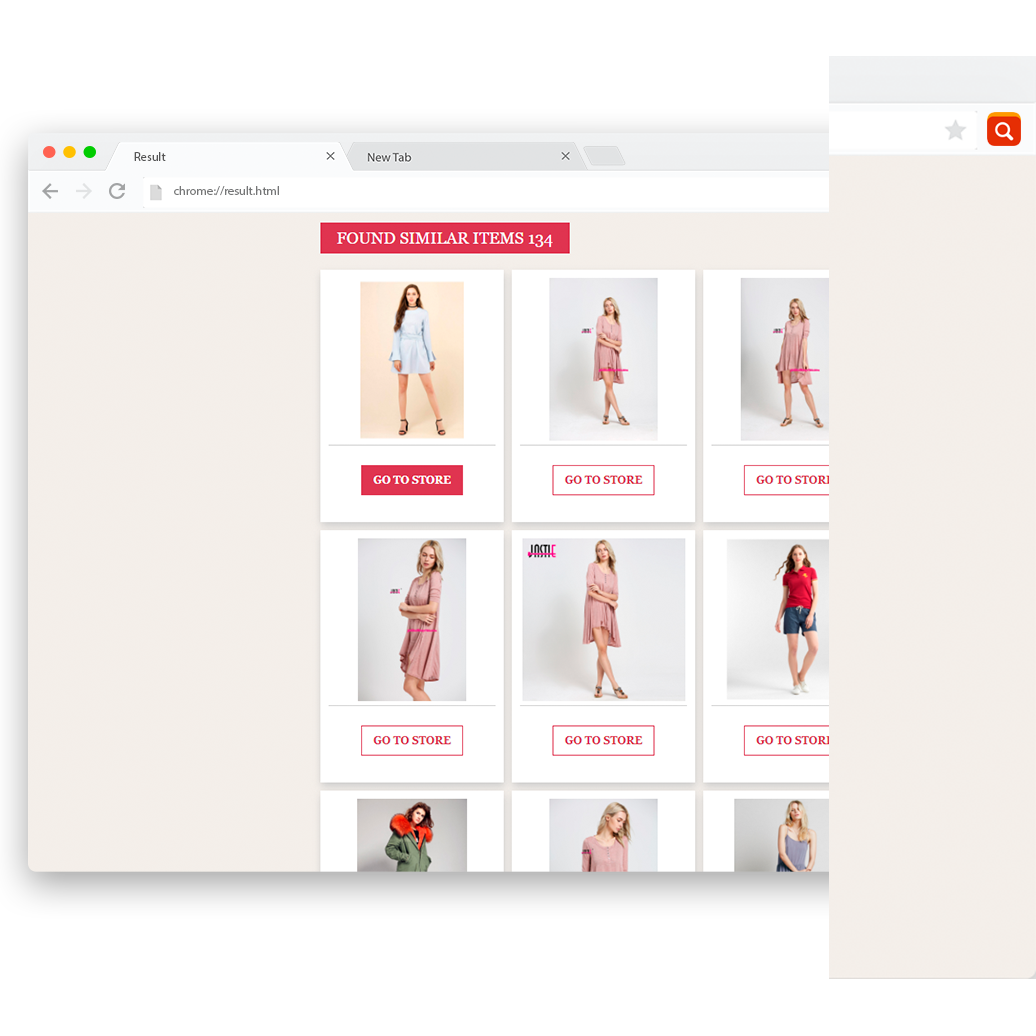 Result
New Tab
chrome://result.html
FOUND SIMILAR ITEMS 134
GO TO STORE
GO TO STORE
GO TO STOR
JOSTLE
GO TO STORE
GO TO STORE
GO TO STOR